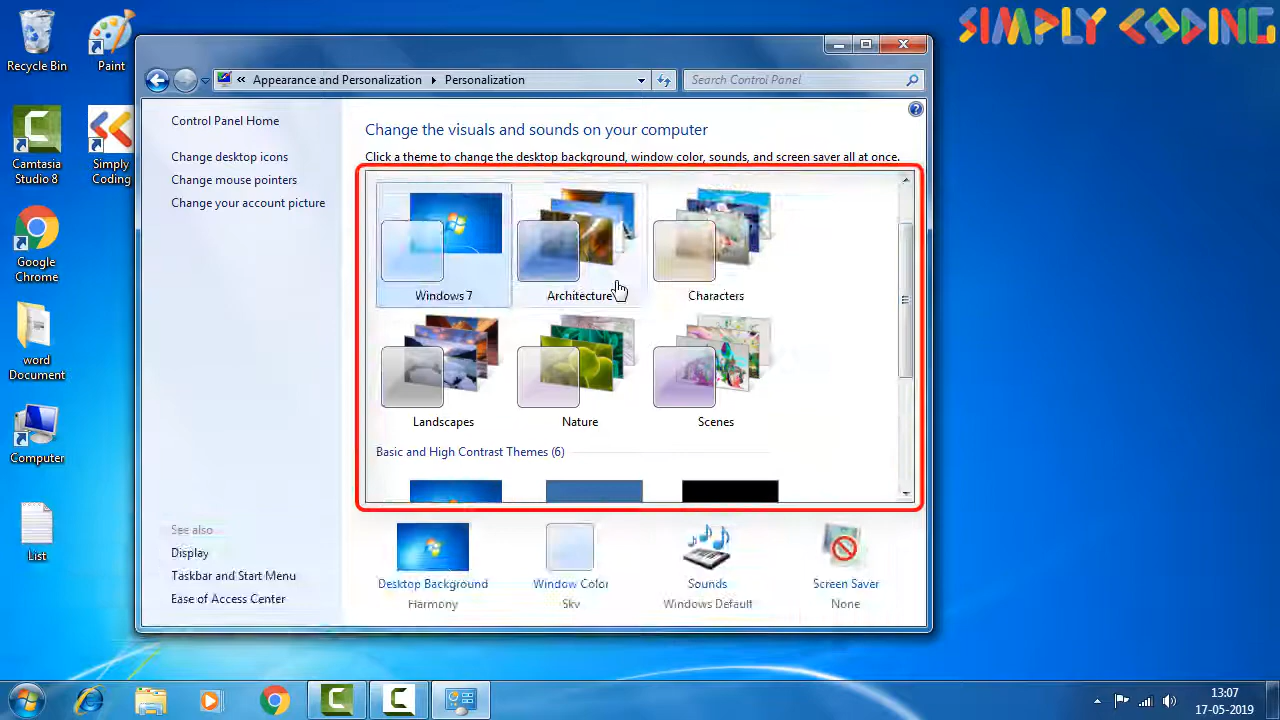 SIMPLY CODING
Recycle Bin
Paint
Camtasia
Studio 8
Simply
Coding
Google
Chrome
word
Document
Computer
List
« Appearance and Personalization
Personalization
Search Control Panel
Control Panel Home
Change desktop icons
Change mouse pointers
Change your account picture
See also
Display
Taskbar and Start Menu
Ease of Access Center
Change the visuals and sounds on your computer
Click a theme to change the desktop background, window color, sounds, and screen saver all at once.
Windows 7
Architecture
Characters
Landscapes
Nature
Scenes
Basic and High Contrast Themes (6)
Desktop Background
Harmony
Window Color
Sky
Sounds
Windows Default
Screen Saver
None
13:07
17-05-2019